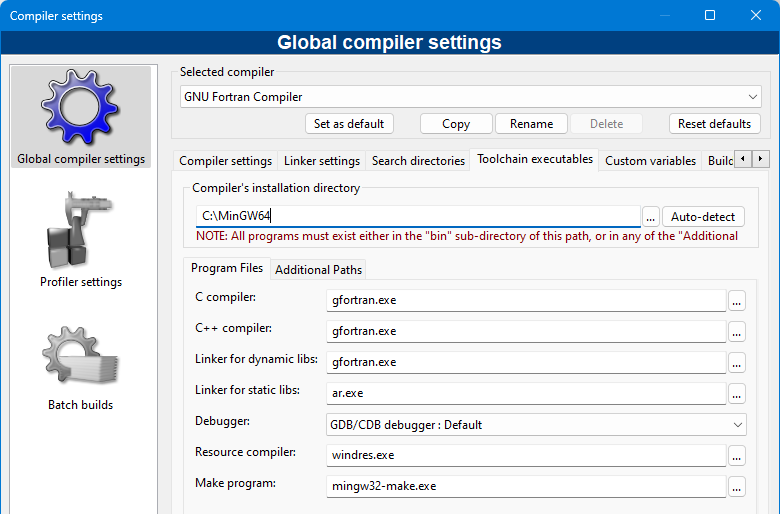 Compiler settings
Global compiler settings
Global compiler settings
Profiler settings
Batch builds
Selected compiler
GNU Fortran Compiler
Set as default Copy Rename Delete Reset defaults
Compiler settings Linker settings Search directories Toolchain executables Custom variables Build
Compiler's installation directory
C:\MinGW64 ... Auto-detect
NOTE: All programs must exist either in the "bin" sub-directory of this path, or in any of the "Additional
Program Files Additional Paths
C compiler: gfortran.exe ...
C++ compiler: gfortran.exe ...
Linker for dynamic libs: gfortran.exe ...
Linker for static libs: ar.exe ...
Debugger: GDB/CDB debugger : Default
Resource compiler: windres.exe ...
Make program: mingw32-make.exe ...